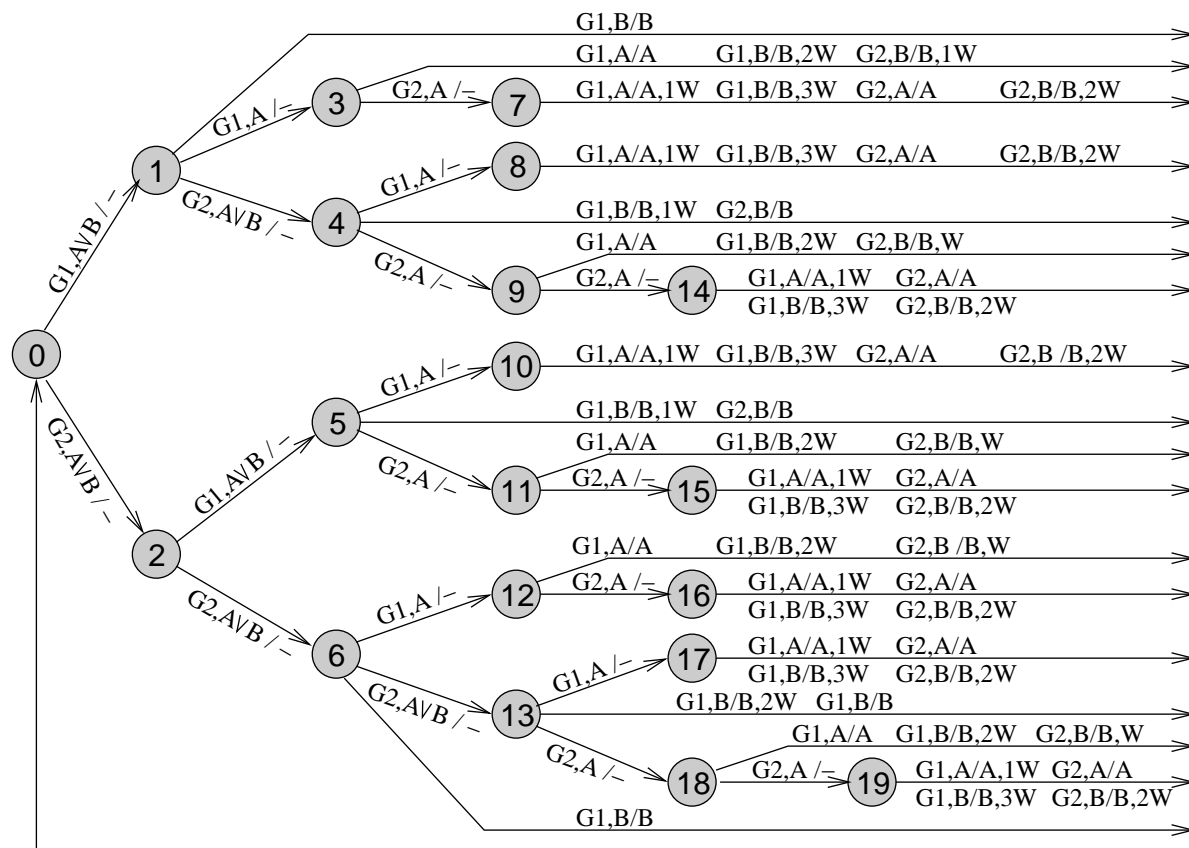 G1,B/B
G1,A/A G1,B/B,2W G2,B/B,1W
3 G2,A /– 7 G1,A/A,1W G1,B/B,3W G2,A/A G2,B/B,2W
G1,A /–
1 8 G1,A/A,1W G1,B/B,3W G2,A/A G2,B/B,2W
G1,A /–
G2,A\/B / –
G1,A\/B / –
4 G1,B/B,1W G2,B/B
G1,A/A G1,B/B,2W G2,B/B,W
G2,A /–
9 G2,A /– 14 G1,A/A,1W G2,A/A
G1,B/B,3W G2,B/B,2W
0
10 G1,A/A,1W G1,B/B,3W G2,A/A G2,B /B,2W
G1,A /–
5 G1,B/B,1W G2,B/B
G2,A\/B / –
G1,A\/B / –
G1,A/A G1,B/B,2W G2,B/B,W
G2,A /–
11 G2,A /– 15 G1,A/A,1W G2,A/A
G1,B/B,3W G2,B/B,2W
2
G1,A/A G1,B/B,2W G2,B /B,W
12 G2,A /– 16 G1,A/A,1W G2,A/A
G1,B/B,3W G2,B/B,2W
G1,A /–
G2,A\/B / –
6
17 G1,A/A,1W G2,A/A
G1,B/B,3W G2,B/B,2W
G1,A /–
G2,A\/B / –
13 G1,B/B,2W G1,B/B
G1,A/A G1,B/B,2W G2,B/B,W
G2,A /–
18 G2,A /– 19 G1,A/A,1W G2,A/A
G1,B/B,3W G2,B/B,2W
G1,B/B